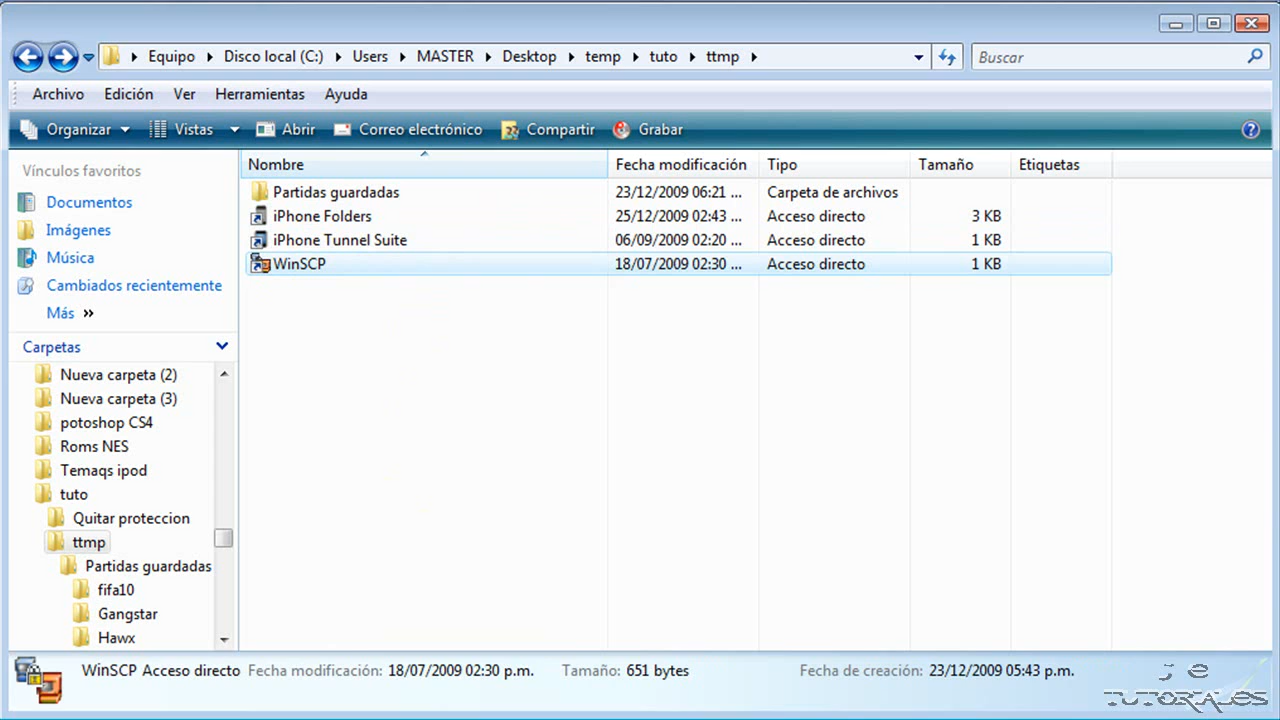 Equipo Disco local (C:) Users MASTER Desktop temp tuto ttmp
Buscar
Archivo Edición Ver Herramientas Ayuda
Organizar Vistas Abrir Correo electrónico Compartir Grabar
Vínculos favoritos
Documentos
Imágenes
Música
Cambiados recientemente
Más »
Carpetas
Nueva carpeta (2)
Nueva carpeta (3)
potoshop CS4
Roms NES
Temaqs ipod
tuto
Quitar proteccion
ttmp
Partidas guardadas
fifa10
Gangstar
Hawx
Nombre Fecha modificación Tipo Tamaño Etiquetas
Partidas guardadas 23/12/2009 06:21 ... Carpeta de archivos
iPhone Folders 25/12/2009 02:43 ... Acceso directo 3 KB
iPhone Tunnel Suite 06/09/2009 02:20 ... Acceso directo 1 KB
WinSCP 18/07/2009 02:30 ... Acceso directo 1 KB
WinSCP Acceso directo Fecha modificación: 18/07/2009 02:30 p.m. Tamaño: 651 bytes Fecha de creación: 23/12/2009 05:43 p.m.
TUTORIALES